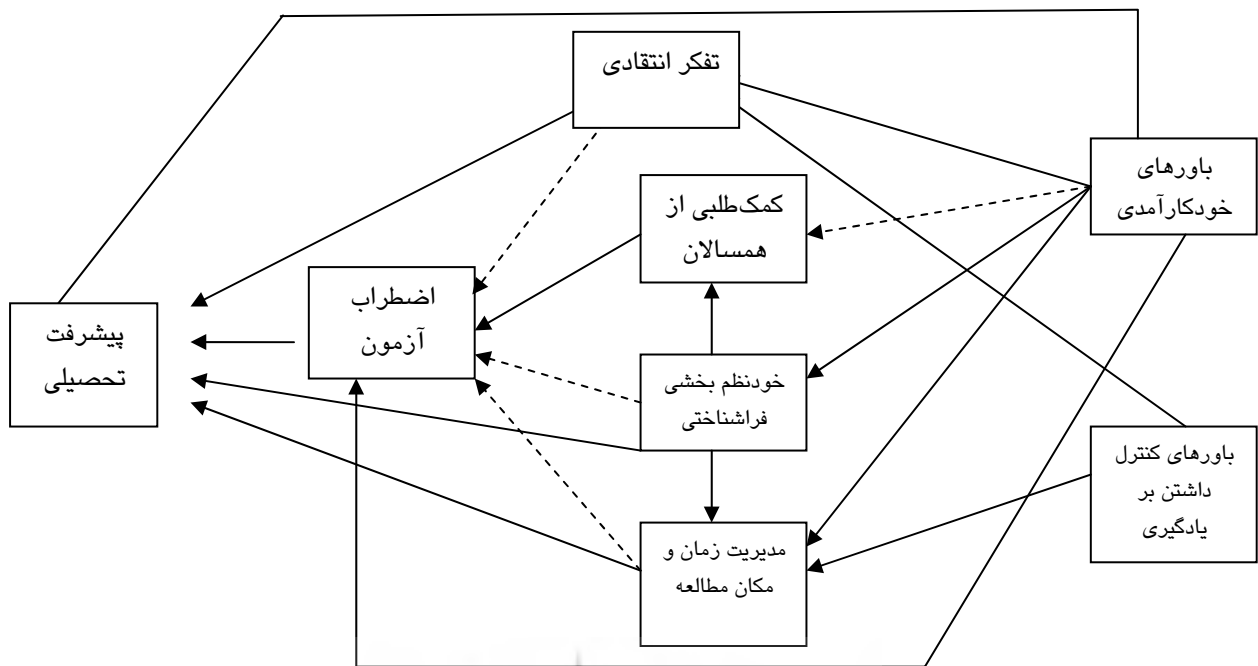 تفکر انتقادی
باورهای
خودکارآمدی
کمک‌طلبی از
همسالان
اضطراب
آزمون
پیشرفت
تحصیلی
خودنظم بخشی
فراشناختی
باورهای کنترل
داشتن بر
یادگیری
مدیریت زمان و
مکان مطالعه